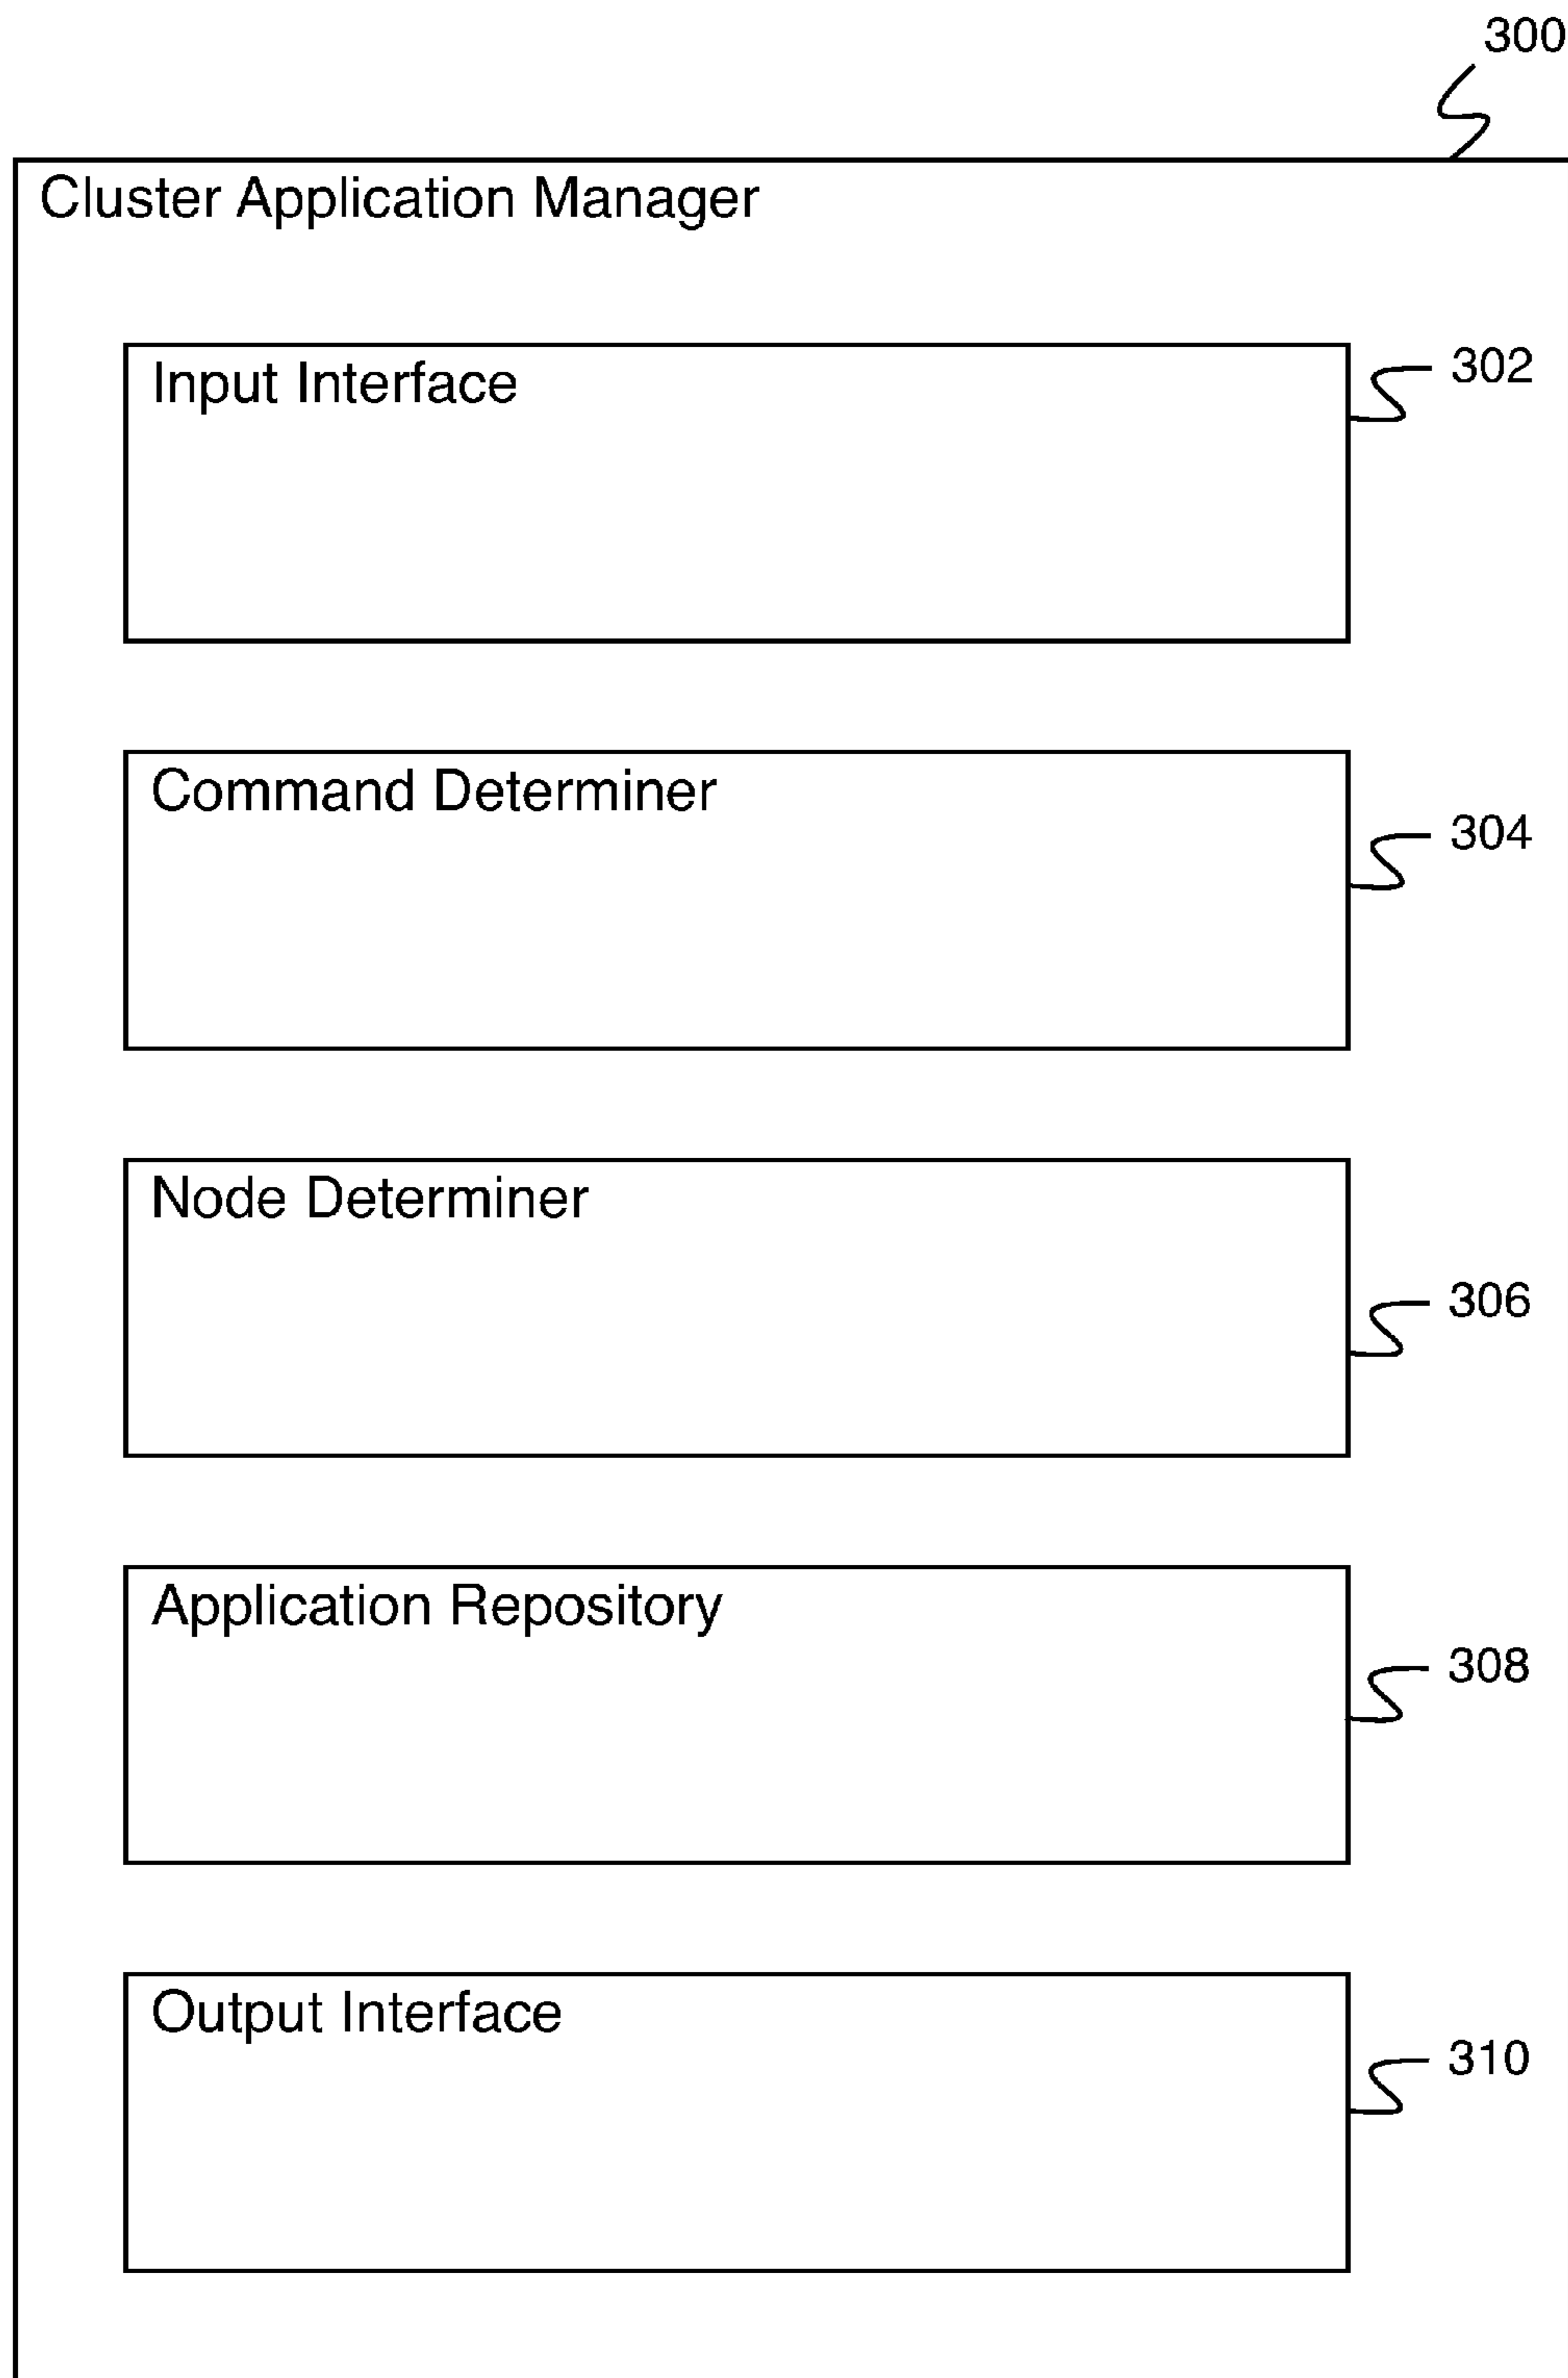 300
Cluster Application Manager
Input Interface
302
Command Determiner
304
Node Determiner
306
Application Repository
308
Output Interface
310